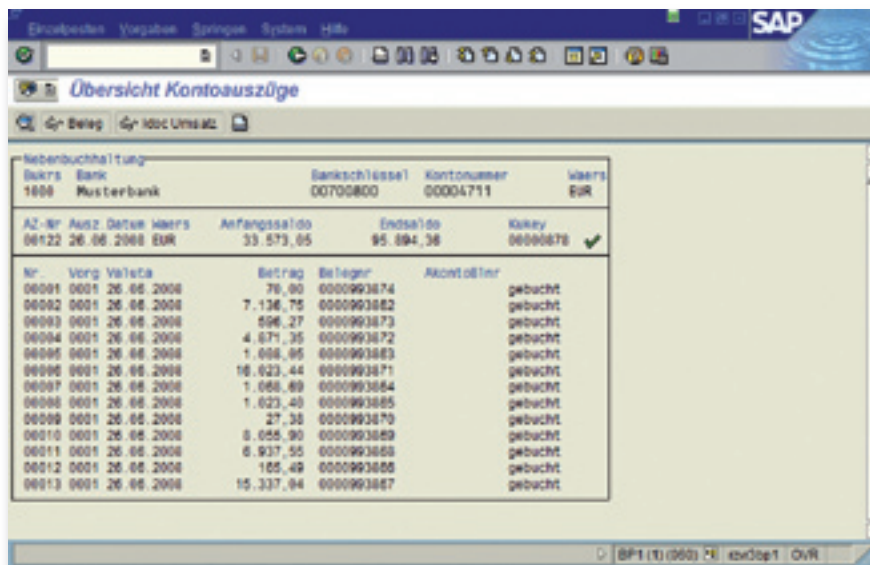 Einzelposten Vorgaben Springen System Hilfe
SAP
Übersicht Kontoauszüge
Beleg Idoc Umsatz
Nebenbuchhaltung
Bukrs Bank Bankschlüssel Kontonummer Waers
1000 Musterbank 00700800 00004711 EUR
AZ-Nr Ausz.Datum Waers Anfangssaldo Endsaldo Kukey
00122 26.06.2008 EUR 33.573,05 95.894,36 00000878
Nr. Vorg Valuta Betrag Belegnr AkontoBlnr
00001 0001 26.06.2008 70,00 0000993874 gebucht
00002 0001 26.06.2008 7.136,75 0000993862 gebucht
00003 0001 26.06.2008 596,27 0000993873 gebucht
00004 0001 26.06.2008 4.871,35 0000993872 gebucht
00005 0001 26.06.2008 1.008,05 0000993863 gebucht
00006 0001 26.06.2008 16.023,44 0000993871 gebucht
00007 0001 26.06.2008 1.068,69 0000993864 gebucht
00008 0001 26.06.2008 1.023,40 0000993865 gebucht
00009 0001 26.06.2008 27,38 0000993870 gebucht
00010 0001 26.06.2008 8.055,90 0000993869 gebucht
00011 0001 26.06.2008 6.937,55 0000993868 gebucht
00012 0001 26.06.2008 165,49 0000993866 gebucht
00013 0001 26.06.2008 15.337,04 0000993867 gebucht
BP1 (1) (060) OVR